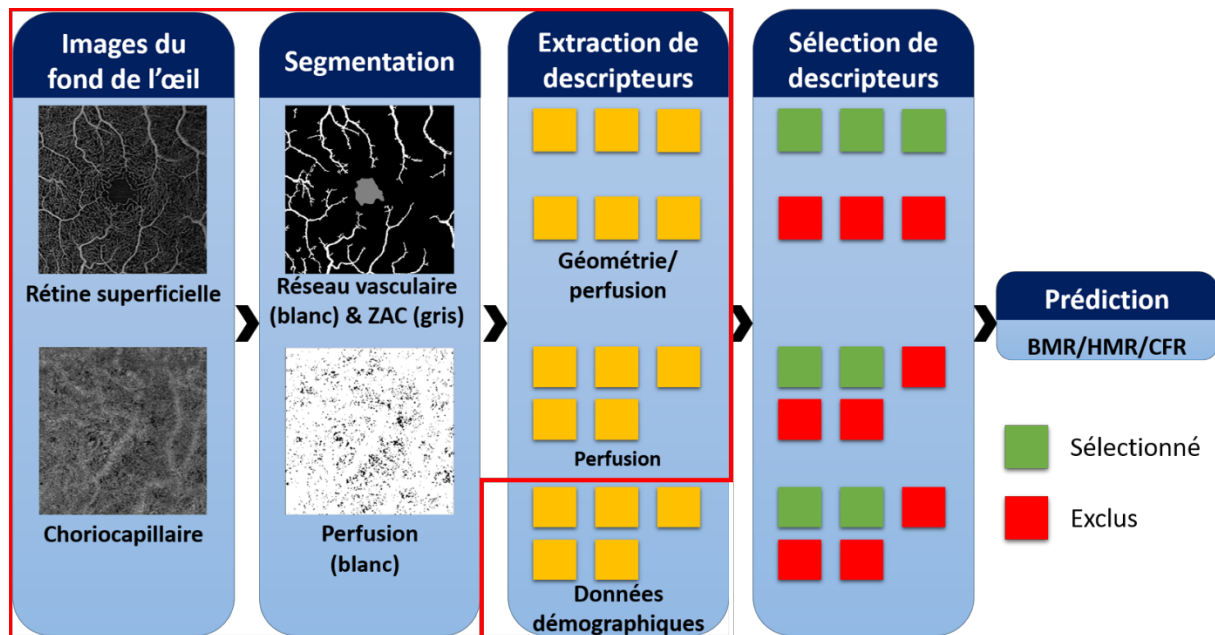 Images du
fond de l'œil
Rétine superficielle
Choriocapillaire
Segmentation
Réseau vasculaire
(blanc) & ZAC (gris)
Perfusion
(blanc)
Extraction de
descripteurs
Géométrie/
perfusion
Perfusion
Données
démographiques
Sélection de
descripteurs
Prédiction
BMR/HMR/CFR
Sélectionné
Exclus